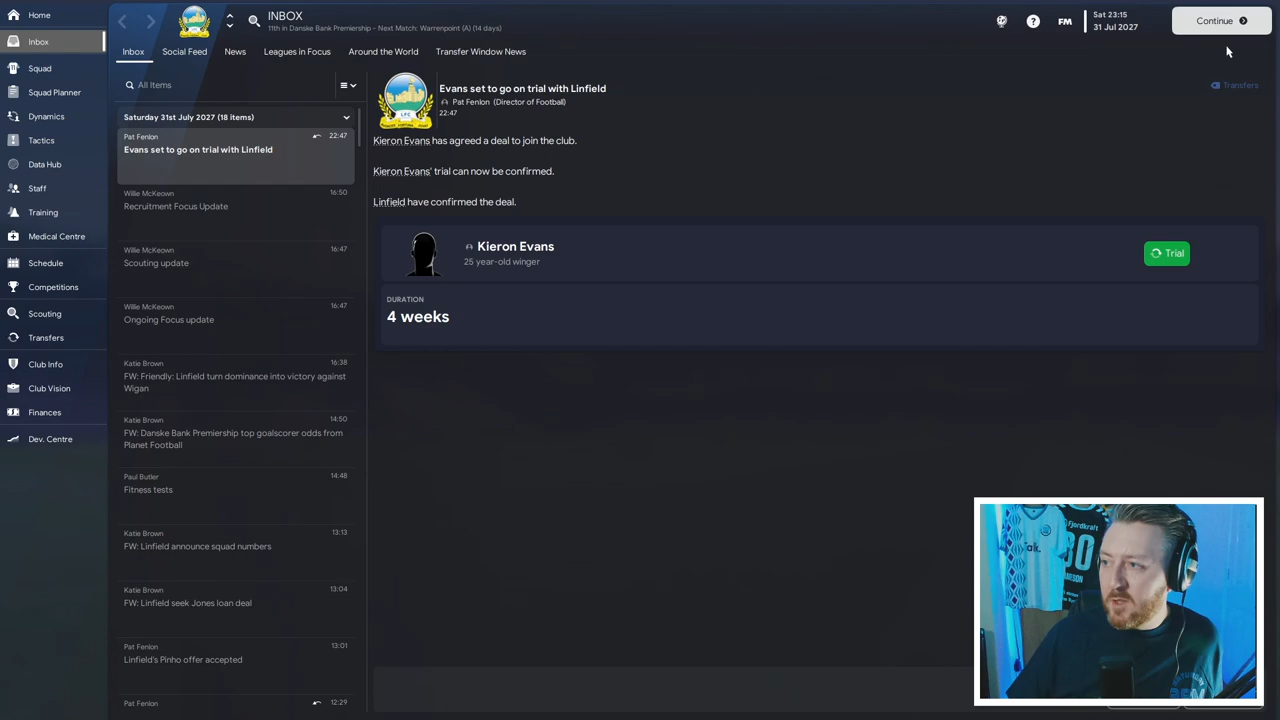 Home
Inbox
Squad
Squad Planner
Dynamics
Tactics
Data Hub
Staff
Training
Medical Centre
Schedule
Competitions
Scouting
Transfers
Club Info
Club Vision
Finances
Dev. Centre
INBOX
11th in Danske Bank Premiership - Next Match: Warrenpoint (A) (14 days)
FM
Sat 23:15
31 Jul 2027
Continue
Inbox
Social Feed
News
Leagues in Focus
Around the World
Transfer Window News
All Items
Saturday 31st July 2027 (18 items)
Pat Fenlon
22:47
Evans set to go on trial with Linfield
Willie McKeown
16:50
Recruitment Focus Update
Willie McKeown
16:47
Scouting update
Willie McKeown
16:47
Ongoing Focus update
Katie Brown
16:38
FW: Friendly: Linfield turn dominance into victory against
Wigan
Katie Brown
14:50
FW: Danske Bank Premiership top goalscorer odds from
Planet Football
Paul Butler
14:48
Fitness tests
Katie Brown
13:13
FW: Linfield announce squad numbers
Katie Brown
13:04
FW: Linfield seek Jones loan deal
Pat Fenlon
13:01
Linfield's Pinho offer accepted
Pat Fenlon
12:29
Evans set to go on trial with Linfield
Pat Fenlon (Director of Football)
22:47
Transfers
Kieron Evans has agreed a deal to join the club.
Kieron Evans' trial can now be confirmed.
Linfield have confirmed the deal.
Kieron Evans
25 year-old winger
Trial
DURATION
4 weeks
Fjordkraft
80